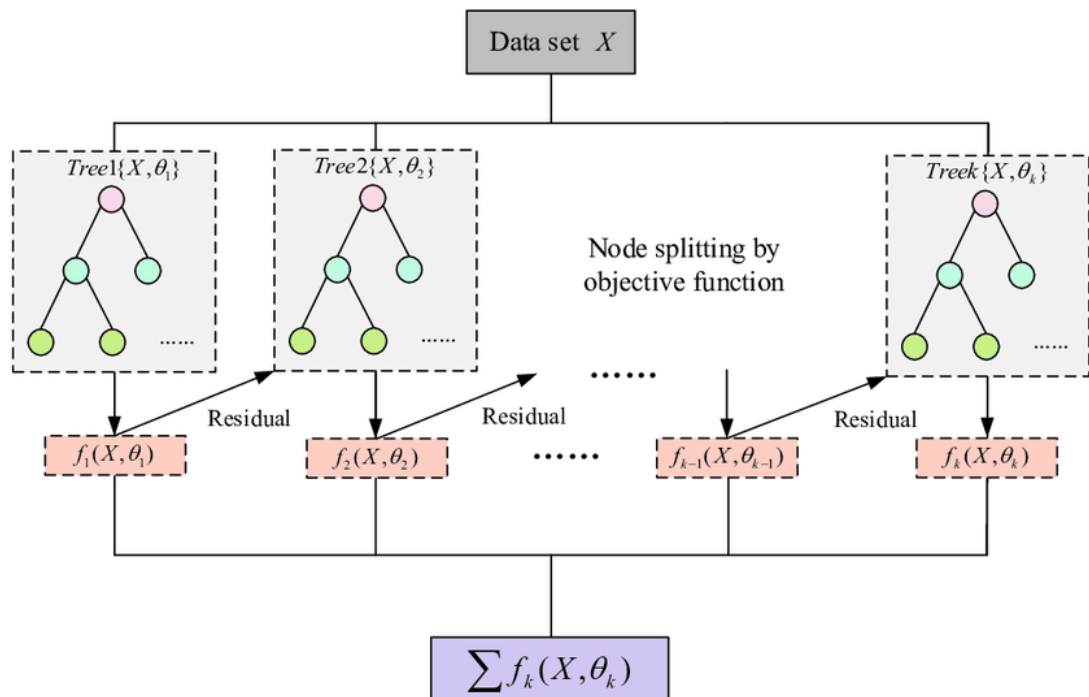 Data set X
Tree1{X,θ₁}
Tree2{X,θ₂}
Treek{X,θₖ}
Node splitting by
objective function
......
......
......
......
Residual
Residual
Residual
f₁(X,θ₁)
f₂(X,θ₂)
......
fₖ₋₁(X,θₖ₋₁)
fₖ(X,θₖ)
∑fₖ(X,θₖ)